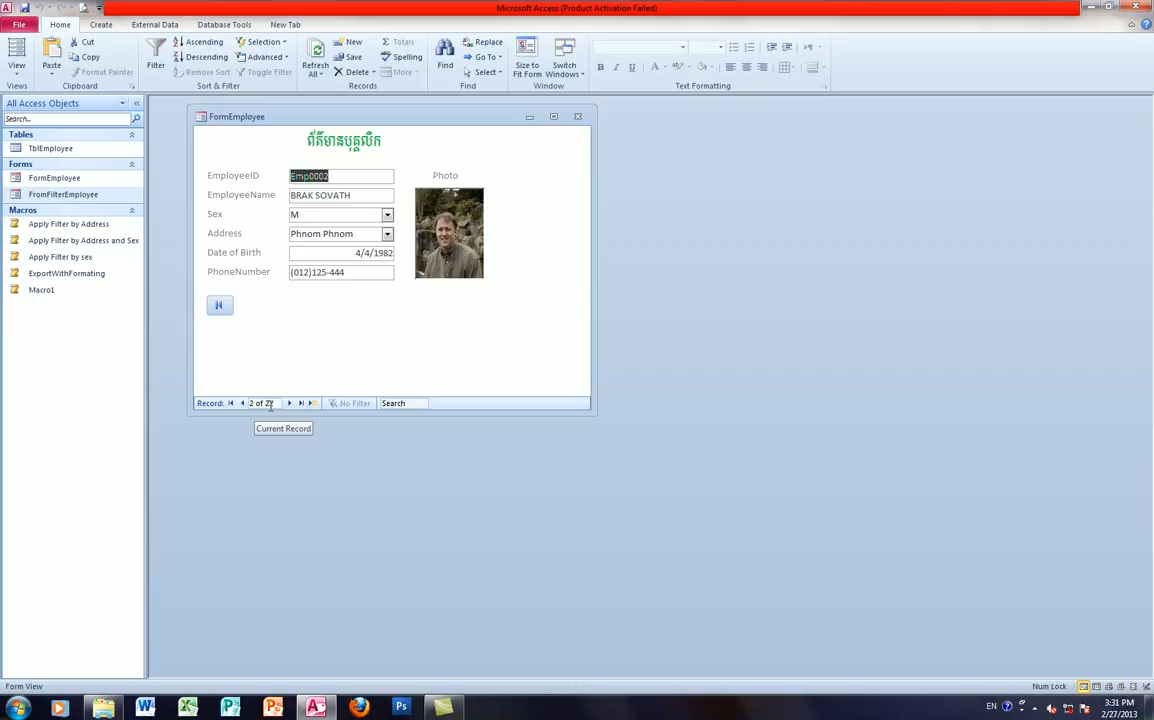 Microsoft Access (Product Activation Failed)
File Home Create External Data Database Tools New Tab
View Paste Cut Copy Format Painter Filter Ascending Descending Remove Sort Selection Advanced Toggle Filter Refresh All New Save Delete Totals Spelling More Find Replace Go To Select Size to Fit Form Switch Windows
Views Clipboard Sort & Filter Records Find Window Text Formatting
All Access Objects
Search...
Tables
TblEmployee
Forms
FormEmployee
FromFilterEmployee
Macros
Apply Filter by Address
Apply Filter by Address and Sex
Apply Filter by sex
ExportWithFormating
Macro1
FormEmployee
ព័ត៌មានបុគ្គលិក
EmployeeID Emp0002 Photo
EmployeeName BRAK SOVATH
Sex M
Address Phnom Phnom
Date of Birth 4/4/1982
PhoneNumber (012)125-444
Record: 2 of No Filter Search
Current Record
Form View Num Lock
EN 3:31 PM
2/27/2013